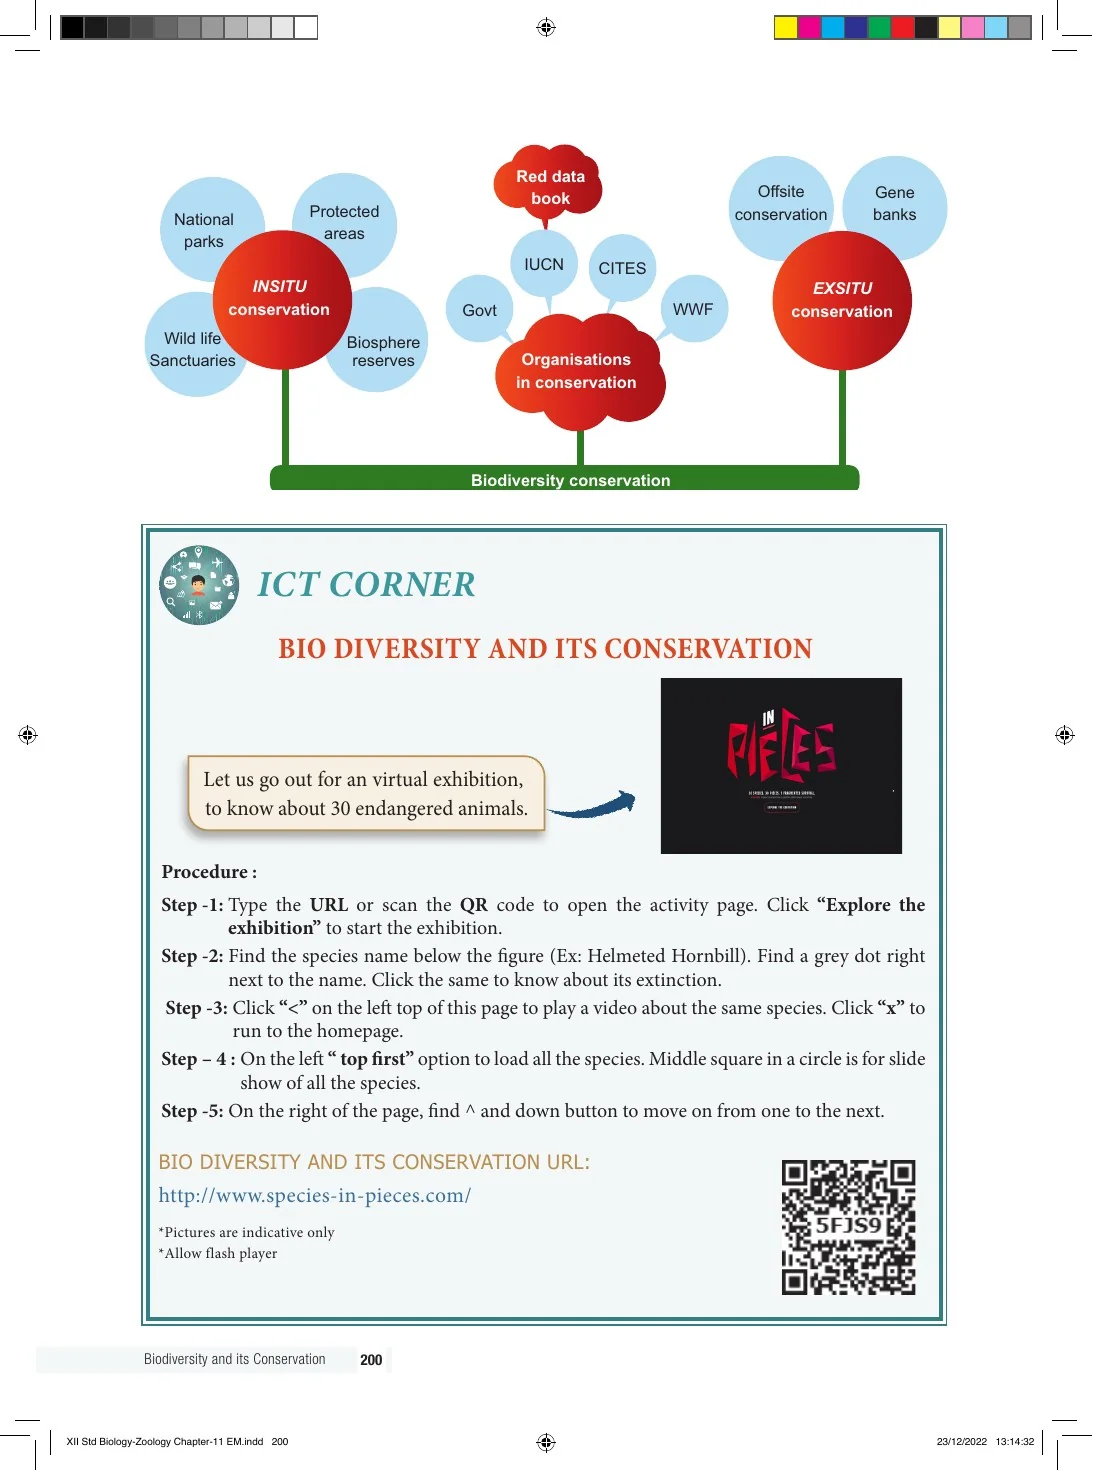 Red data
book
National
parks
Protected
areas
INSITU
conservation
Wild life
Sanctuaries
Biosphere
reserves
IUCN
CITES
Govt
WWF
Organisations
in conservation
Offsite
conservation
Gene
banks
EXSITU
conservation
Biodiversity conservation
ICT CORNER
BIO DIVERSITY AND ITS CONSERVATION
Let us go out for an virtual exhibition,
to know about 30 endangered animals.
IN
PIECES
Procedure :
Step -1: Type the URL or scan the QR code to open the activity page. Click “Explore the
exhibition” to start the exhibition.
Step -2: Find the species name below the figure (Ex: Helmeted Hornbill). Find a grey dot right
next to the name. Click the same to know about its extinction.
Step -3: Click “<” on the left top of this page to play a video about the same species. Click “x” to
run to the homepage.
Step – 4 : On the left “ top first” option to load all the species. Middle square in a circle is for slide
show of all the species.
Step -5: On the right of the page, find ^ and down button to move on from one to the next.
BIO DIVERSITY AND ITS CONSERVATION URL:
http://www.species-in-pieces.com/
*Pictures are indicative only
*Allow flash player
5FJS9
Biodiversity and its Conservation 200
XII Std Biology-Zoology Chapter-11 EM.indd 200
23/12/2022 13:14:32